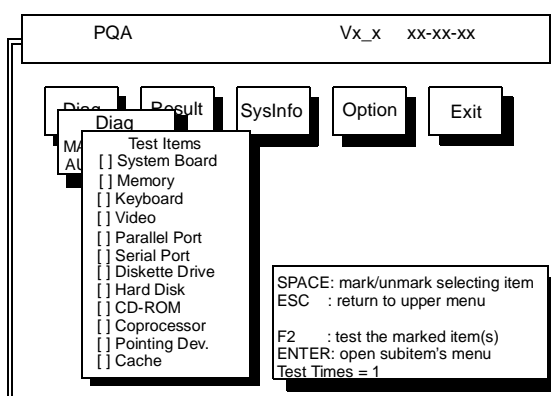 PQA Vx_x xx-xx-xx
Diag Result SysInfo Option Exit
Diag
Test Items
[ ] System Board
[ ] Memory
[ ] Keyboard
[ ] Video
[ ] Parallel Port
[ ] Serial Port
[ ] Diskette Drive
[ ] Hard Disk
[ ] CD-ROM
[ ] Coprocessor
[ ] Pointing Dev.
[ ] Cache
SPACE: mark/unmark selecting item
ESC : return to upper menu
F2 : test the marked item(s)
ENTER: open subitem's menu
Test Times = 1